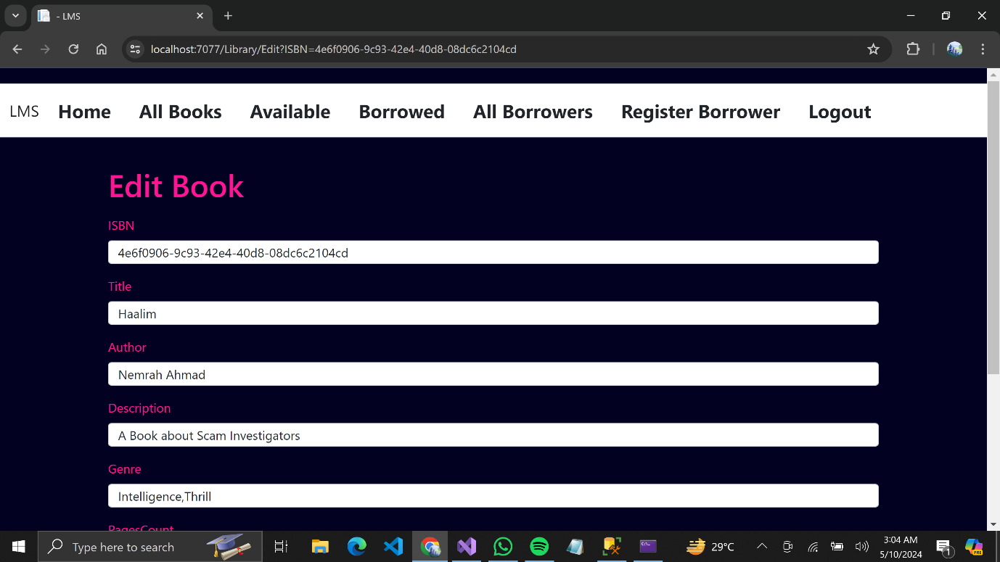 - LMS
localhost:7077/Library/Edit?ISBN=4e6f0906-9c93-42e4-40d8-08dc6c2104cd
LMS Home All Books Available Borrowed All Borrowers Register Borrower Logout
Edit Book
ISBN
4e6f0906-9c93-42e4-40d8-08dc6c2104cd
Title
Haalim
Author
Nemrah Ahmad
Description
A Book about Scam Investigators
Genre
Intelligence,Thrill
PagesCount
Type here to search 29°C 3:04 AM
5/10/2024 1 PRE